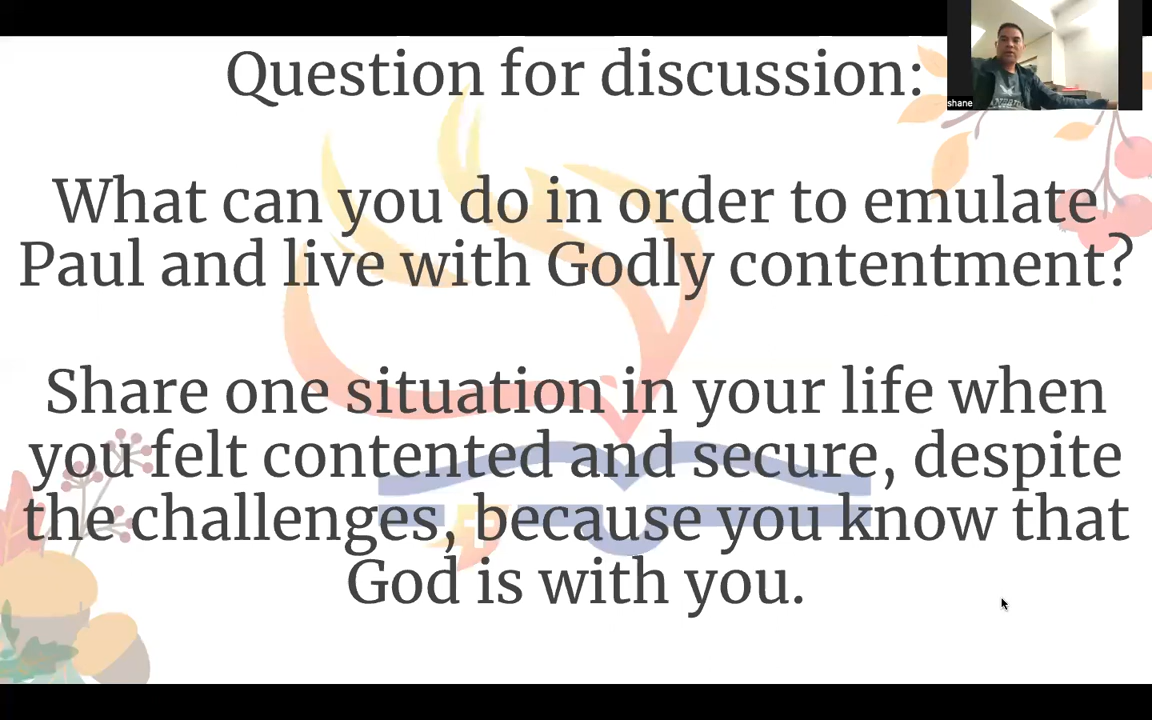 Question for discussion:
shane
What can you do in order to emulate
Paul and live with Godly contentment?
Share one situation in your life when
you felt contented and secure, despite
the challenges, because you know that
God is with you.